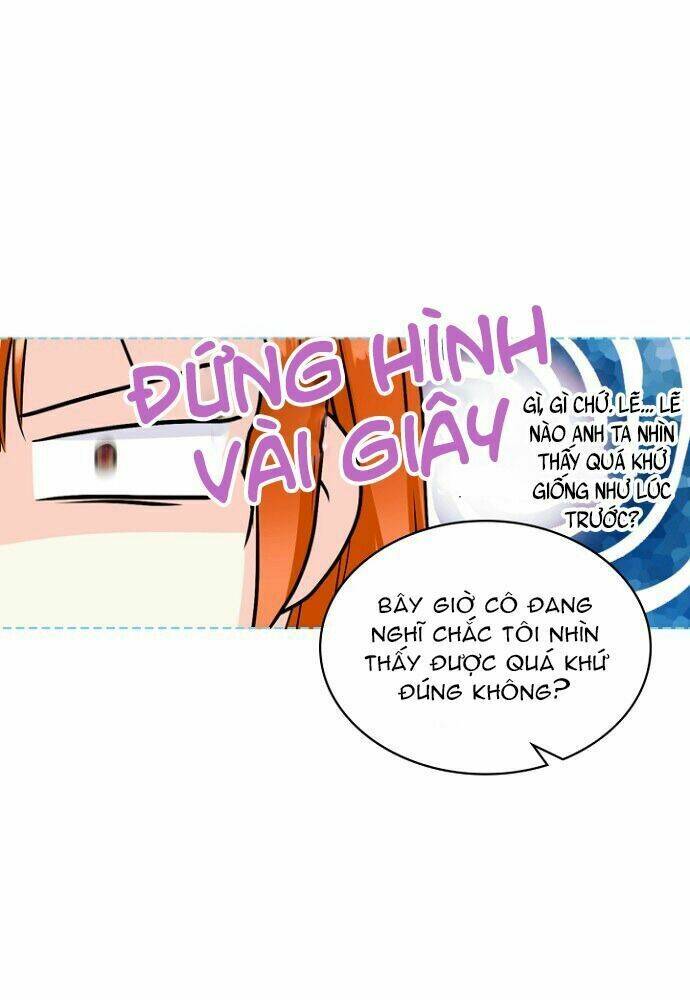 ĐỨNG HÌNH
VÀI GIÂY
GÌ, GÌ CHỨ. LẼ... LẼ
NÀO ANH TA NHÌN
THẤY QUÁ KHỨ
GIỐNG NHƯ LÚC
TRƯỚC?
BÂY GIỜ CÔ ĐANG
NGHĨ CHẮC TÔI NHÌN
THẤY ĐƯỢC QUÁ KHỨ
ĐÚNG KHÔNG?